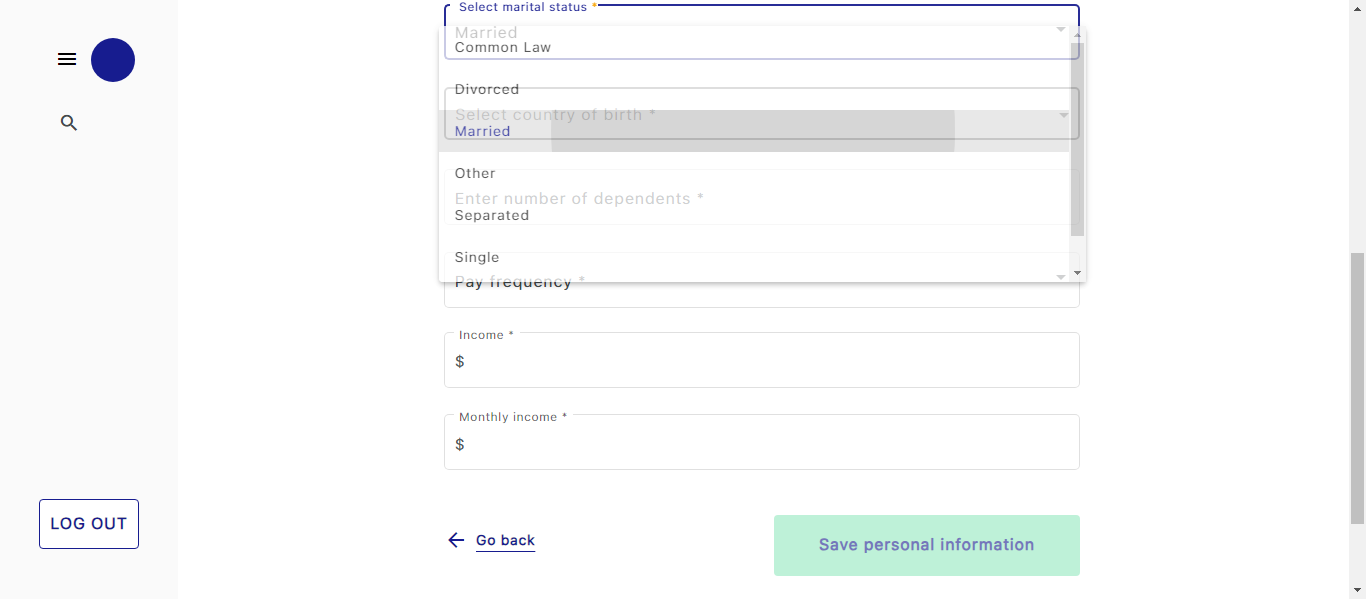 Select marital status *
Married
Common Law
Divorced
Select country of birth *
Married
Other
Enter number of dependents *
Separated
Single
Pay frequency *
Income *
$
Monthly income *
$
LOG OUT
Go back
Save personal information